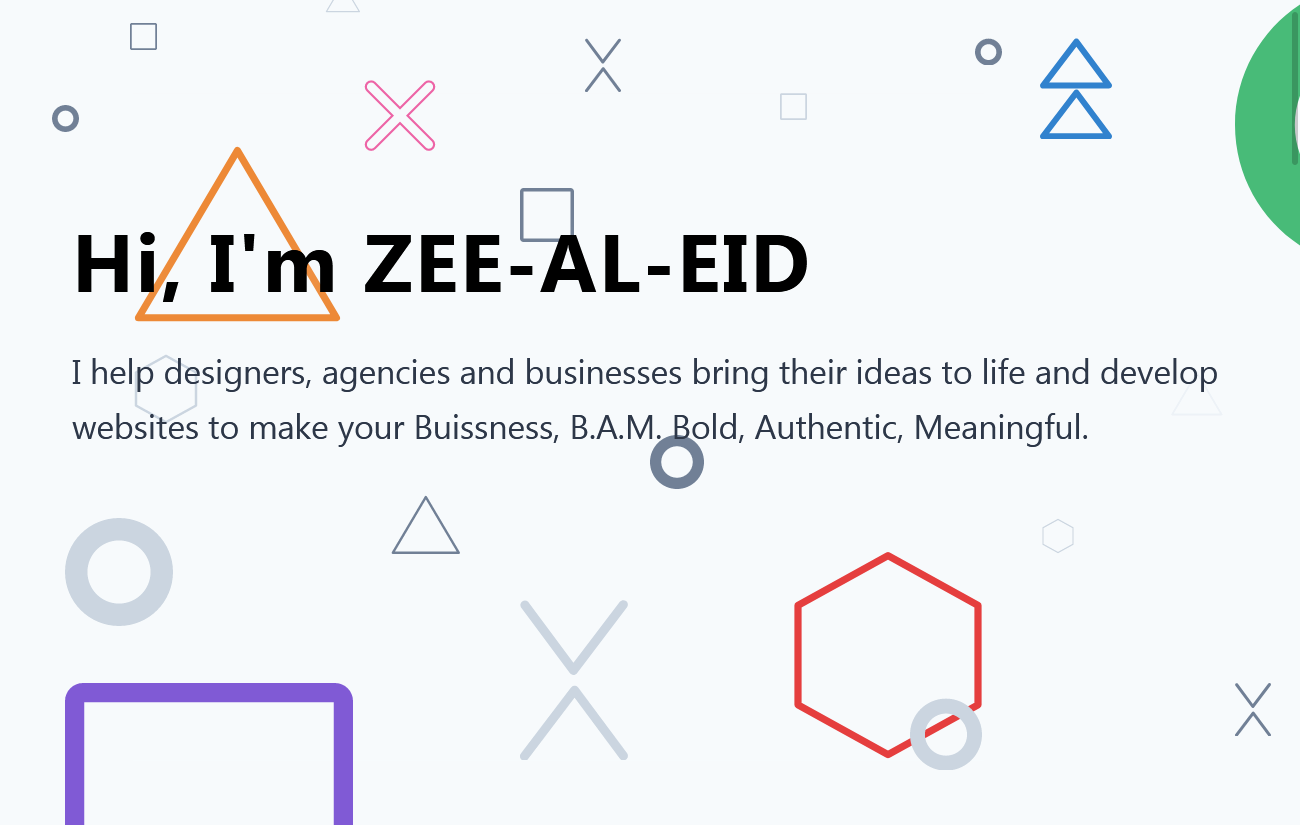 Hi, I'm ZEE-AL-EID
I help designers, agencies and businesses bring their ideas to life and develop
websites to make your Buissness, B.A.M. Bold, Authentic, Meaningful.